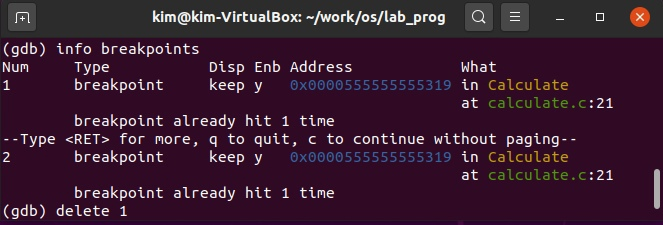 kim@kim-VirtualBox: ~/work/os/lab_prog
(gdb) info breakpoints
Num     Type           Disp Enb Address            What
1       breakpoint     keep y   0x0000555555555319 in Calculate
                                                   at calculate.c:21
        breakpoint already hit 1 time
--Type <RET> for more, q to quit, c to continue without paging--
2       breakpoint     keep y   0x0000555555555319 in Calculate
                                                   at calculate.c:21
        breakpoint already hit 1 time
(gdb) delete 1